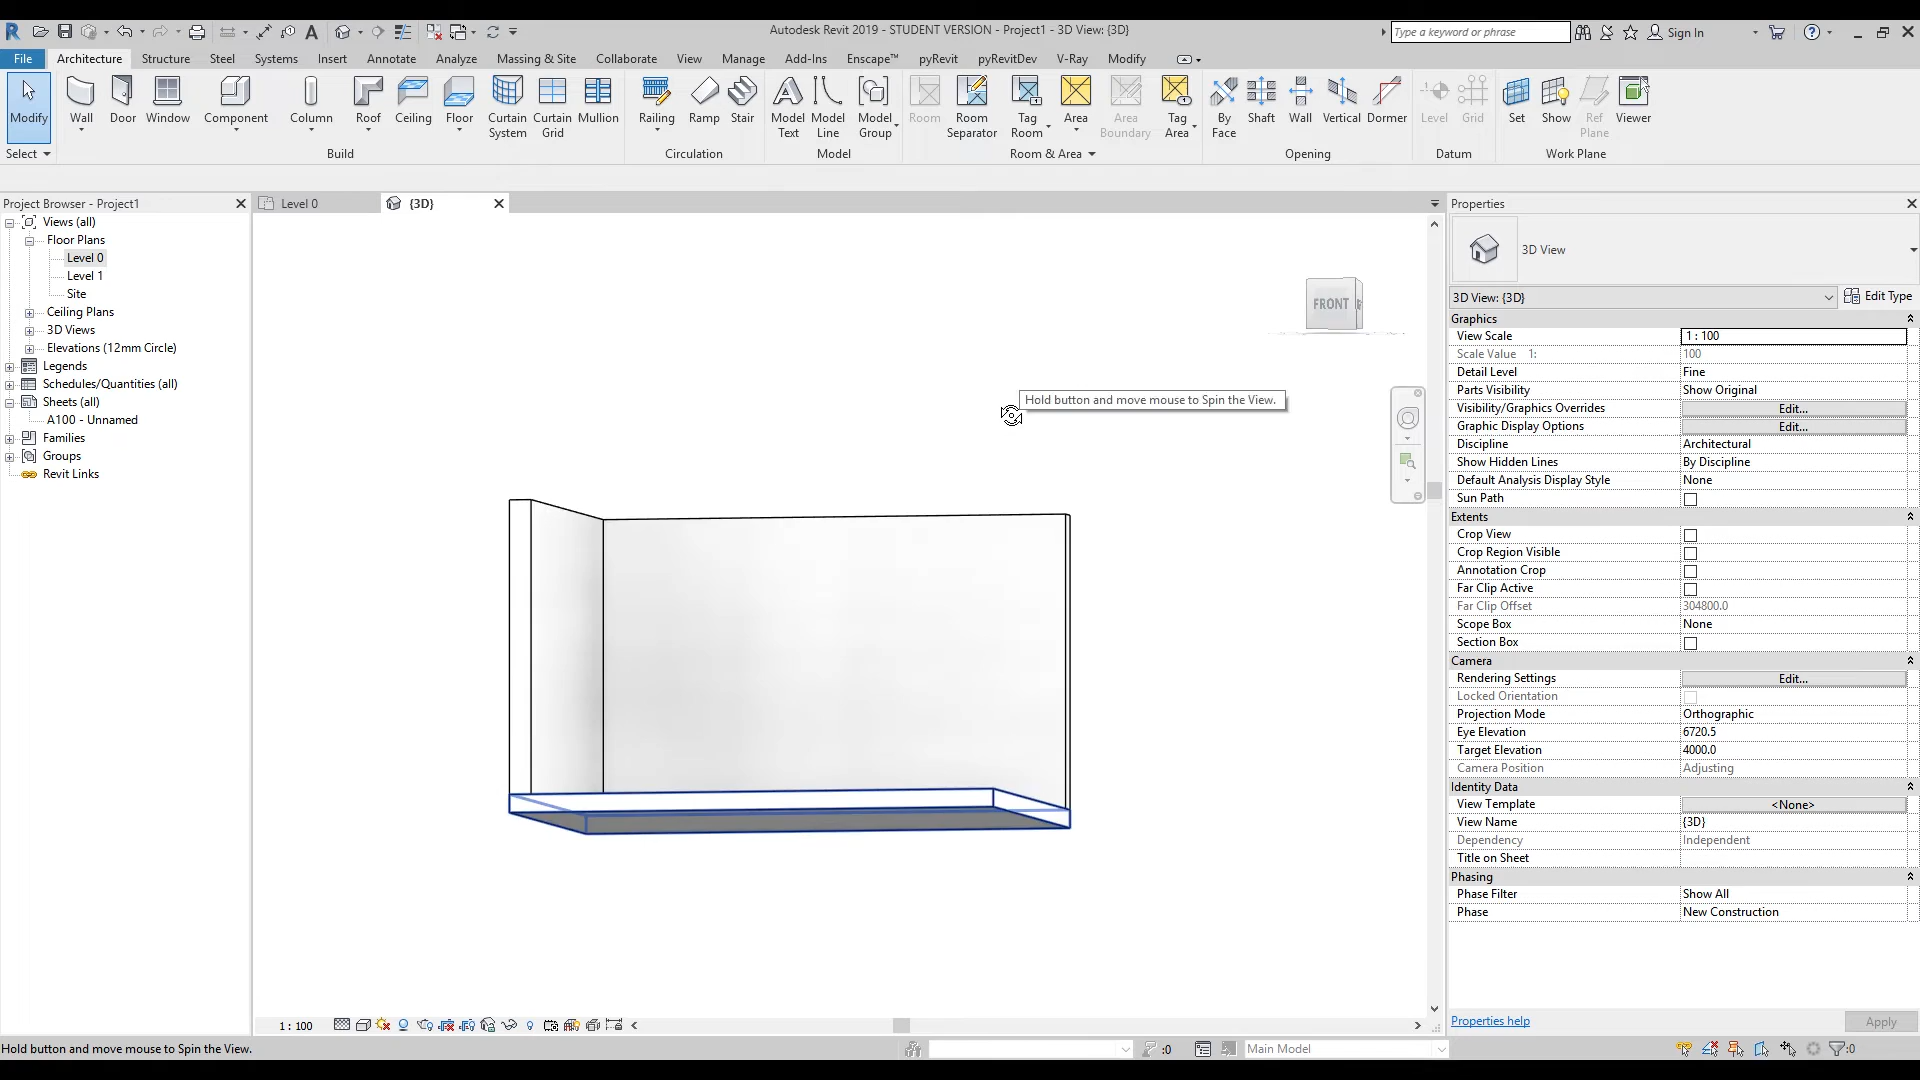 Autodesk Revit 2019 - STUDENT VERSION - Project1 - 3D View: {3D}
Type a keyword or phrase
Sign In
File Architecture Structure Steel Systems Insert Annotate Analyze Massing & Site Collaborate View Manage Add-Ins Enscape™ pyRevit pyRevitDev V-Ray Modify
Modify
Wall
Door
Window
Component
Column
Roof
Ceiling
Floor
Curtain System
Curtain Grid
Mullion
Railing
Ramp
Stair
Model Text
Model Line
Model Group
Room
Room Separator
Tag Room
Area
Area Boundary
Tag Area
By Face
Shaft
Wall
Vertical
Dormer
Level
Grid
Set
Show
Ref Plane
Viewer
Select
Build
Circulation
Model
Room & Area
Opening
Datum
Work Plane
Project Browser - Project1
Views (all)
Floor Plans
Level 0
Level 1
Site
Ceiling Plans
3D Views
Elevations (12mm Circle)
Legends
Schedules/Quantities (all)
Sheets (all)
A100 - Unnamed
Families
Groups
Revit Links
Level 0
{3D}
FRONT
Hold button and move mouse to Spin the View.
Properties
3D View
3D View: {3D}
Edit Type
Graphics
View Scale 1 : 100
Scale Value 1: 100
Detail Level Fine
Parts Visibility Show Original
Visibility/Graphics Overrides Edit...
Graphic Display Options Edit...
Discipline Architectural
Show Hidden Lines By Discipline
Default Analysis Display Style None
Sun Path
Extents
Crop View
Crop Region Visible
Annotation Crop
Far Clip Active
Far Clip Offset 304800.0
Scope Box None
Section Box
Camera
Rendering Settings Edit...
Locked Orientation
Projection Mode Orthographic
Eye Elevation 6720.5
Target Elevation 4000.0
Camera Position Adjusting
Identity Data
View Template <None>
View Name {3D}
Dependency Independent
Title on Sheet
Phasing
Phase Filter Show All
Phase New Construction
Properties help
Apply
1 : 100
Hold button and move mouse to Spin the View.
:0
Main Model
:0